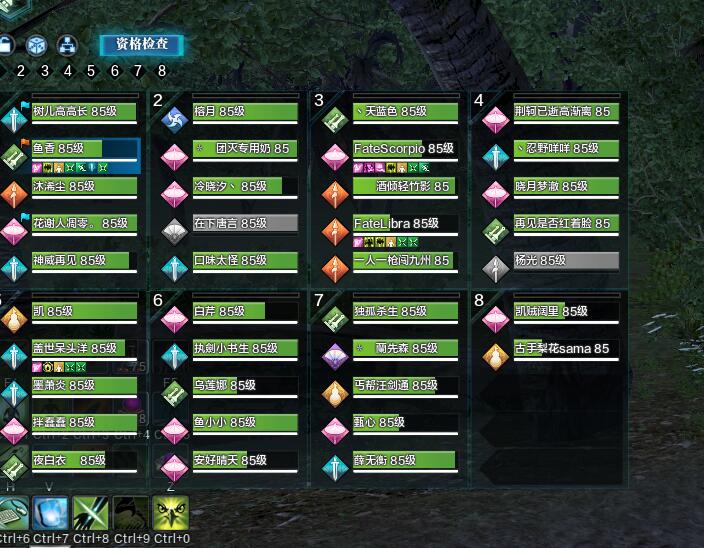 资格检查
2 3 4 5 6 7 8
树儿高高长 85级
鱼香 85级
沐浠尘 85级
花谢人凋零。 85级
神威再见 85级
2
榕月 85级
※ 团灭专用奶 85
冷晓汐丶 85级
在下唐言 85级
口味太怪 85级
3
丶天蓝色 85级
FateScorpio 85级
酒倾轻竹影 85
FateLibra 85级
一人一枪闯九州 85
4
荆轲已逝高渐离 85
丶忍野咩咩 85级
晓月梦澈 85级
再见是否红着脸 85
杨光 85级
凯 85级
盖世呆头洋 85级
墨萧炎 85级
拌蠢蠢 85级
夜白衣 85级
6
白芹 85级
执劍小书生 85级
乌莲娜 85级
鱼小小 85级
安好晴天 85级
7
独孤杀生 85级
※ 蘭先森 85级
丐帮汪剑通 85级
甄心 85级
薛无衡 85级
8
凯贼阔里 85级
古手梨花sama 85
Ctrl+6 Ctrl+7 Ctrl+8 Ctrl+9 Ctrl+0